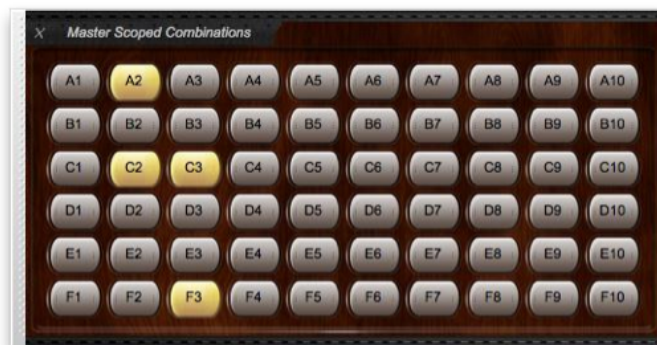 X Master Scoped Combinations
A1 A2 A3 A4 A5 A6 A7 A8 A9 A10
B1 B2 B3 B4 B5 B6 B7 B8 B9 B10
C1 C2 C3 C4 C5 C6 C7 C8 C9 C10
D1 D2 D3 D4 D5 D6 D7 D8 D9 D10
E1 E2 E3 E4 E5 E6 E7 E8 E9 E10
F1 F2 F3 F4 F5 F6 F7 F8 F9 F10